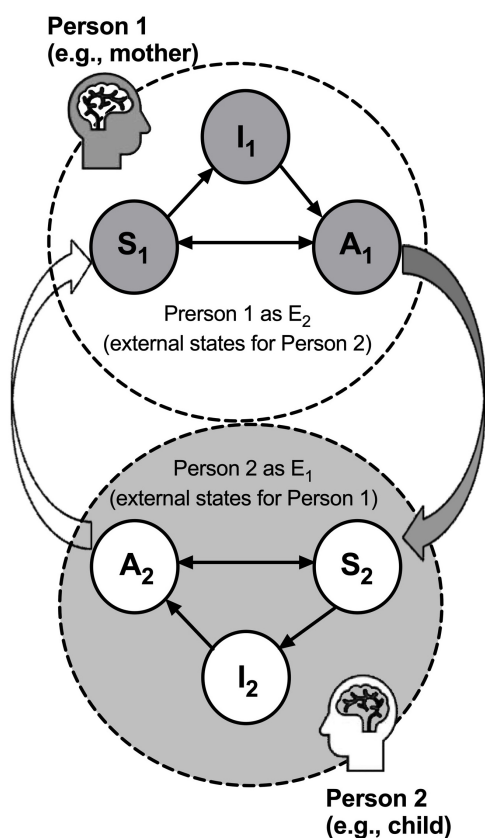 Person 1
(e.g., mother)
I₁
S₁
A₁
Prerson 1 as E₂
(external states for Person 2)
Person 2 as E₁
(external states for Person 1)
A₂
S₂
I₂
Person 2
(e.g., child)